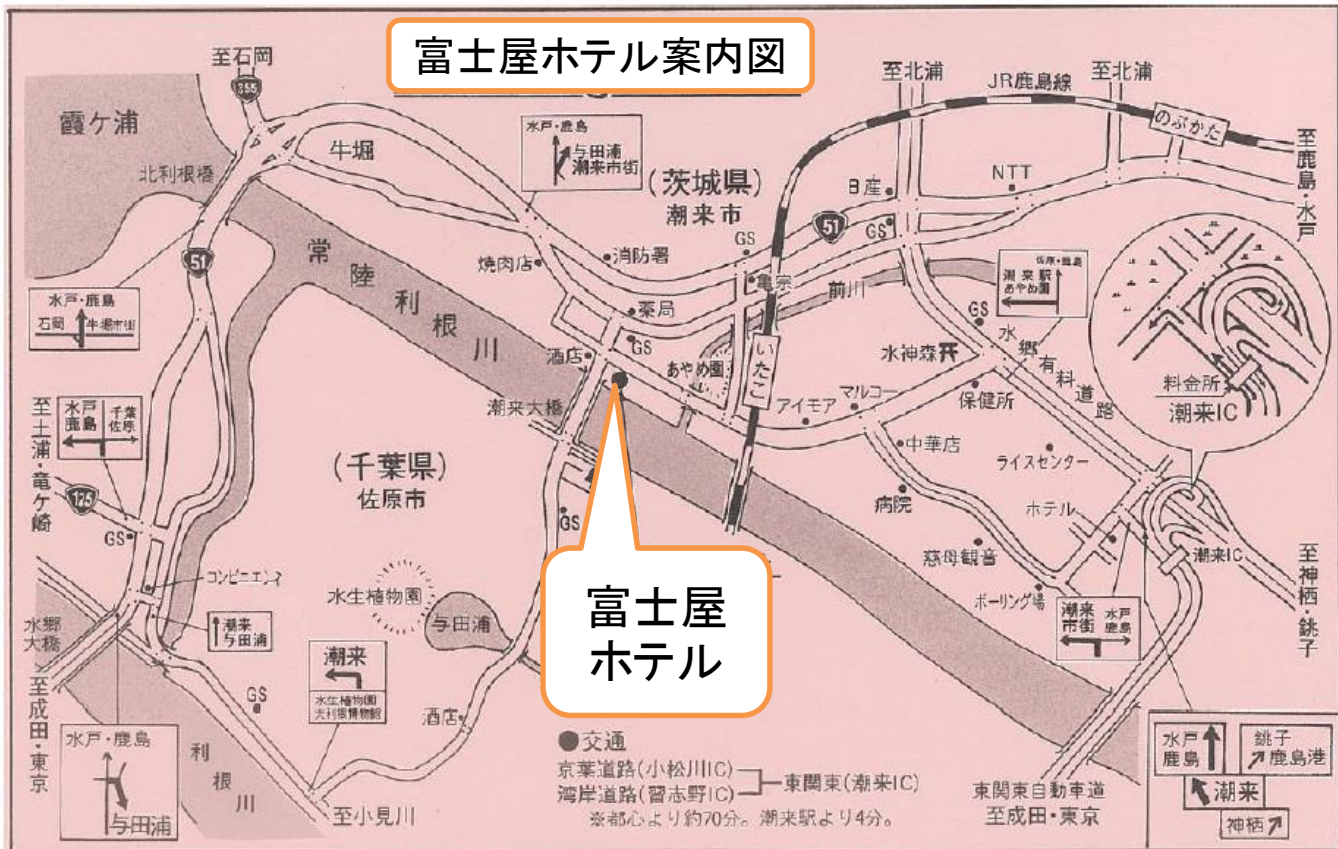 富士屋ホテル案内図
至石岡
355
霞ヶ浦
北利根橋
牛堀
水戸・鹿島
与田浦
潮来市街
(茨城県)
潮来市
至北浦
JR鹿島線
至北浦
のぶかた
至鹿島・水戸
日産
NTT
51
GS
GS
亀宗
前川
佐原・鹿島
潮来駅
あやめ園
51
常陸利根川
焼肉店
消防署
薬局
GS
酒店
あやめ園
いたこ
水神森
GS
水郷有料道路
料金所
潮来IC
水戸・鹿島
石岡
牛堀市街
潮来大橋
アイモア
マルコー
保健所
中華店
ライスセンター
病院
ホテル
慈母観音
潮来IC
ボーリング場
至神栖・銚子
水戸
鹿島
千葉
佐原
至土浦・竜ヶ崎
125
GS
(千葉県)
佐原市
GS
コンビニエンス
水生植物園
与田浦
富士屋
ホテル
潮来
市街
水戸
鹿島
水郷
大橋
潮来
与田浦
潮来
水生植物園
大利根博物館
GS
酒店
至成田・東京
水戸・鹿島
与田浦
利根川
至小見川
●交通
京葉道路(小松川IC)
湾岸道路(習志野IC)
東関東(潮来IC)
※都心より約70分。潮来駅より4分。
東関東自動車道
至成田・東京
水戸
鹿島
銚子
鹿島港
潮来
神栖